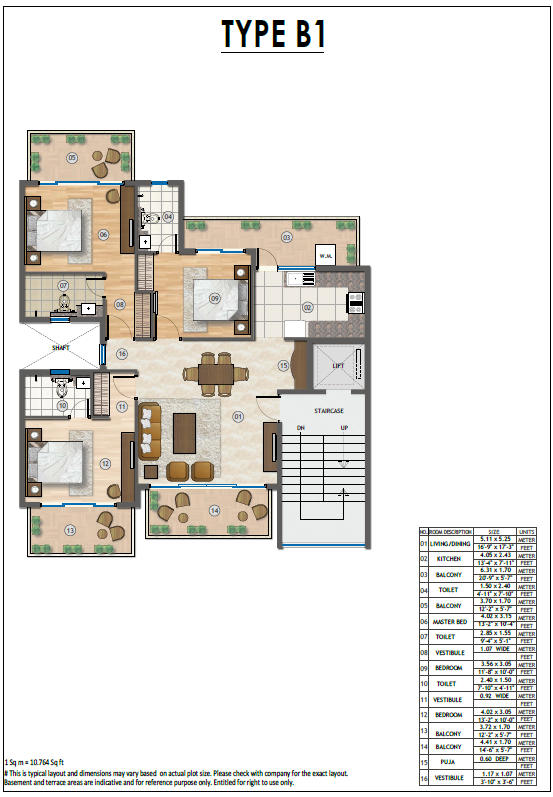 TYPE B1
05
06
04
03
W.M.
07
08
09
02
SHAFT
16
15
LIFT
10
11
01
STAIRCASE
DN UP
12
13
14
NO. ROOM DESCRIPTION SIZE UNITS
01 LIVING/DINING 5.11 x 5.25 METER
16'-9" x 17'-3" FEET
02 KITCHEN 4.05 x 2.43 METER
13'-4" x 7'-11" FEET
03 BALCONY 6.31 x 1.70 METER
20'-9" x 5'-7" FEET
04 TOILET 1.50 x 2.40 METER
4'-11" x 7'-10" FEET
05 BALCONY 3.70 x 1.70 METER
12'-2" x 5'-7" FEET
06 MASTER BED 4.02 x 3.15 METER
13'-2" x 10'-4" FEET
07 TOILET 2.85 x 1.55 METER
9'-4" x 5'-1" FEET
08 VESTIBULE 1.07 WIDE METER
FEET
09 BEDROOM 3.56 x 3.05 METER
11'-8" x 10'-0" FEET
10 TOILET 2.40 x 1.50 METER
7'-10" x 4'-11" FEET
11 VESTIBULE 0.92 WIDE METER
FEET
12 BEDROOM 4.02 x 3.05 METER
13'-2" x 10'-0" FEET
13 BALCONY 3.72 x 1.70 METER
12'-2" x 5'-7" FEET
14 BALCONY 4.41 x 1.70 METER
14'-6" x 5'-7" FEET
15 PUJA 0.60 DEEP METER
FEET
16 VESTIBULE 1.17 x 1.07 METER
3'-10" x 3'-6" FEET
1 Sq m = 10.764 Sq ft
# This is typical layout and dimensions may vary based on actual plot size. Please check with company for the exact layout.
Basement and terrace areas are indicative and for reference purpose only. Entitled for right to use only.